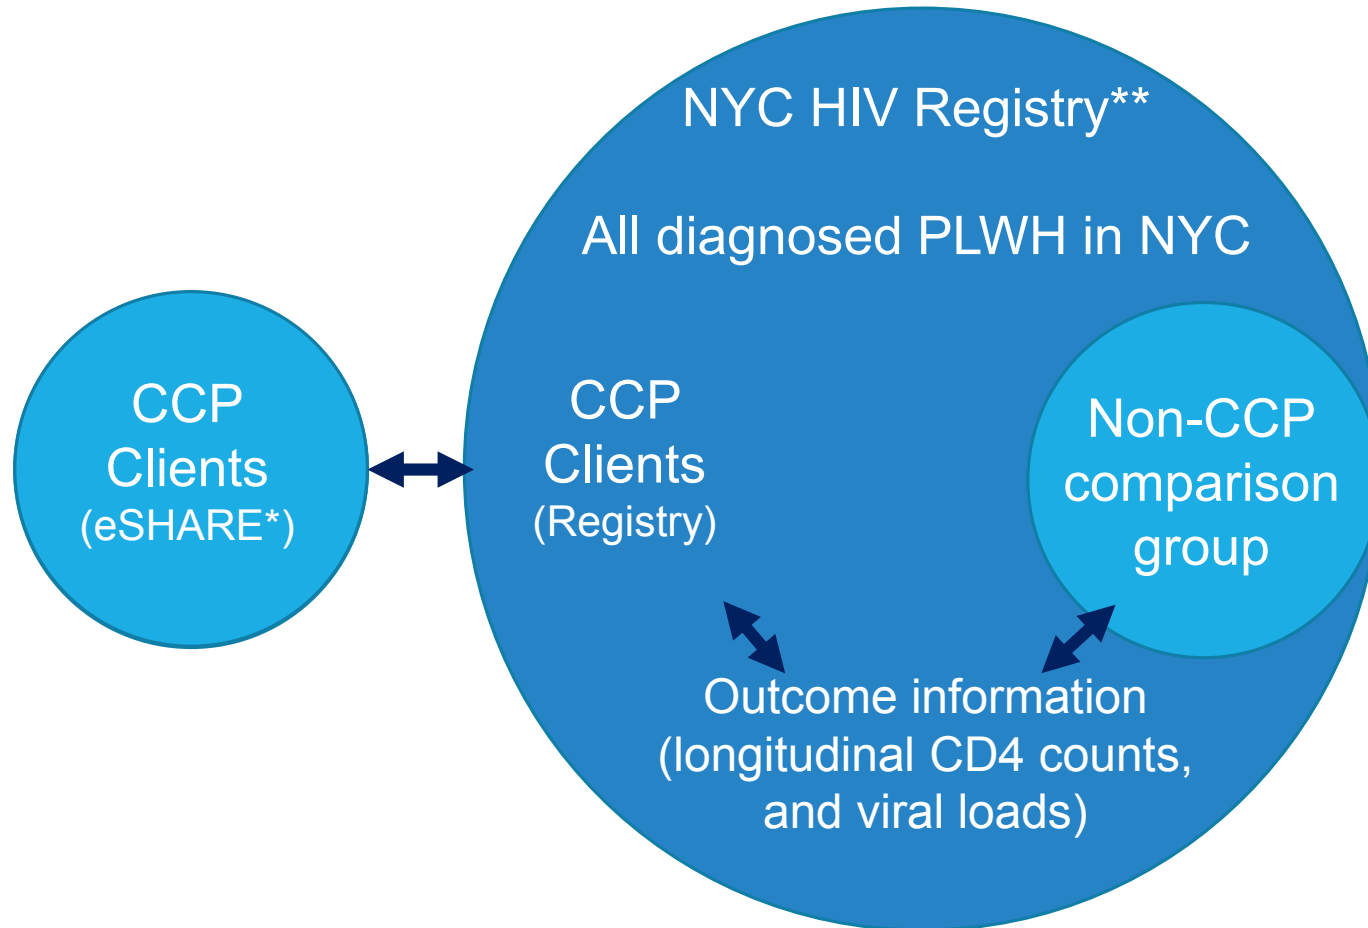 NYC HIV Registry**
All diagnosed PLWH in NYC
CCP
Clients
(eSHARE*)
CCP
Clients
(Registry)
Non-CCP
comparison
group
Outcome information
(longitudinal CD4 counts,
and viral loads)